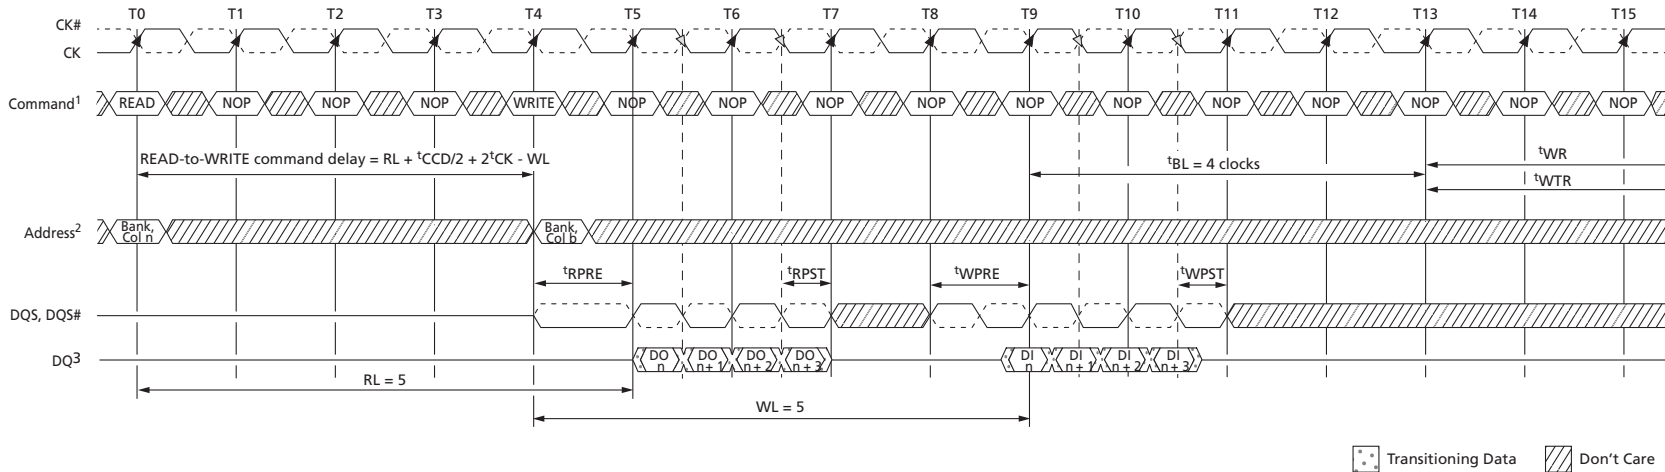 T0 T1 T2 T3 T4 T5 T6 T7 T8 T9 T10 T11 T12 T13 T14 T15
CK#
CK
Command1 READ NOP NOP NOP WRITE NOP NOP NOP NOP NOP NOP NOP NOP NOP NOP NOP
READ-to-WRITE command delay = RL + tCCD/2 + 2tCK - WL
tBL = 4 clocks
tWR
tWTR
Address2
Bank,
Col n
Bank,
Col b
tRPRE tRPST tWPRE tWPST
DQS, DQS#
DQ3
DO
n
DO
n + 1
DO
n + 2
DO
n + 3
DI
n
DI
n + 1
DI
n + 2
DI
n + 3
RL = 5
WL = 5
Transitioning Data
Don't Care